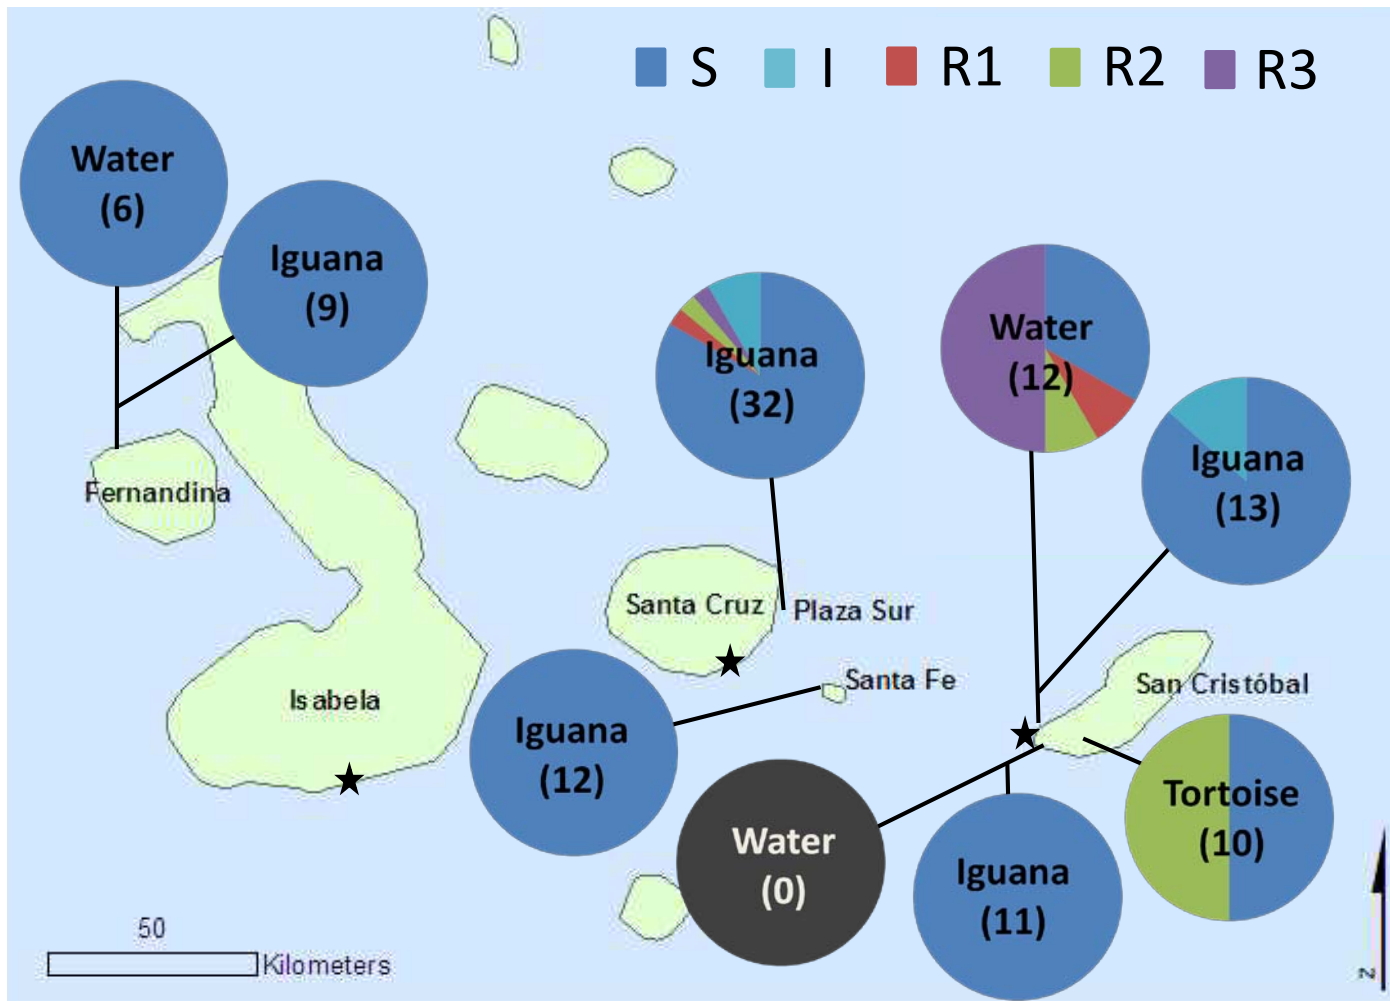 S I R1 R2 R3
Water
(6)
Iguana
(9)
Iguana
(32)
Water
(12)
Iguana
(13)
Fernandina
Santa Cruz
Plaza Sur
Santa Fe
San Cristóbal
Isabela
Iguana
(12)
Water
(0)
Iguana
(11)
Tortoise
(10)
50
Kilometers
N